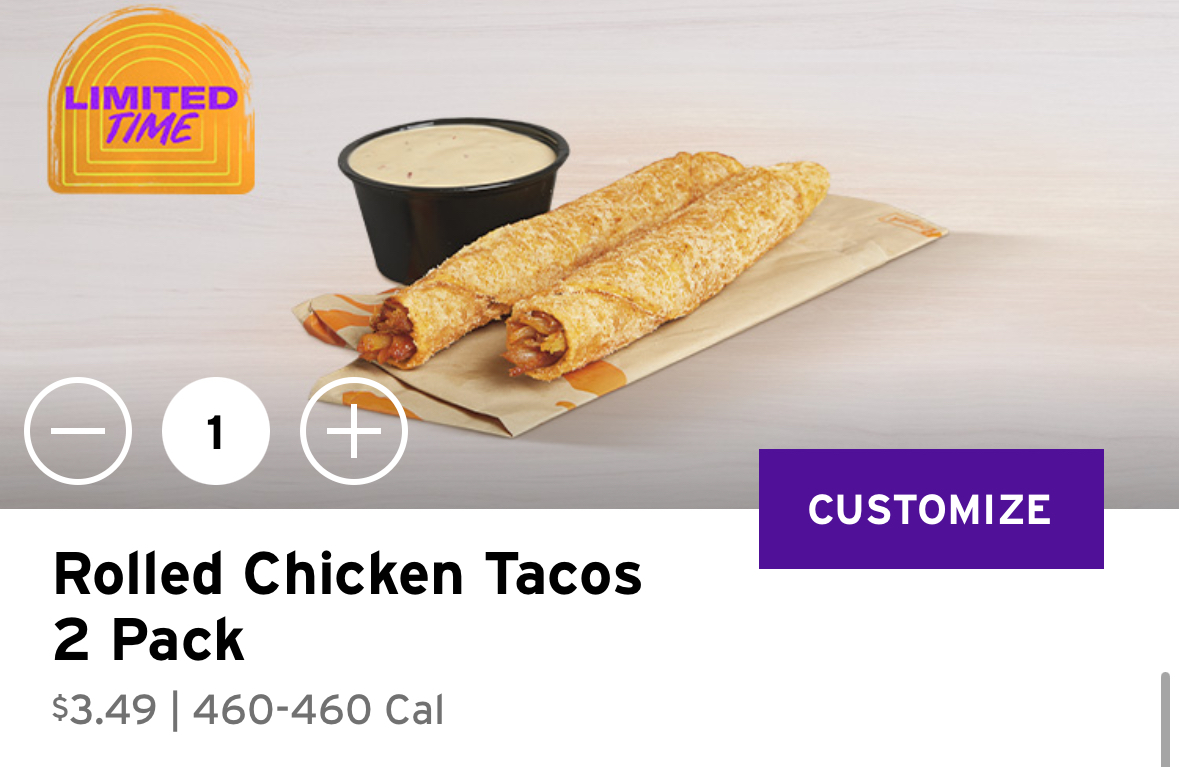 LIMITED
TIME
1
CUSTOMIZE
Rolled Chicken Tacos
2 Pack
$3.49 | 460-460 Cal